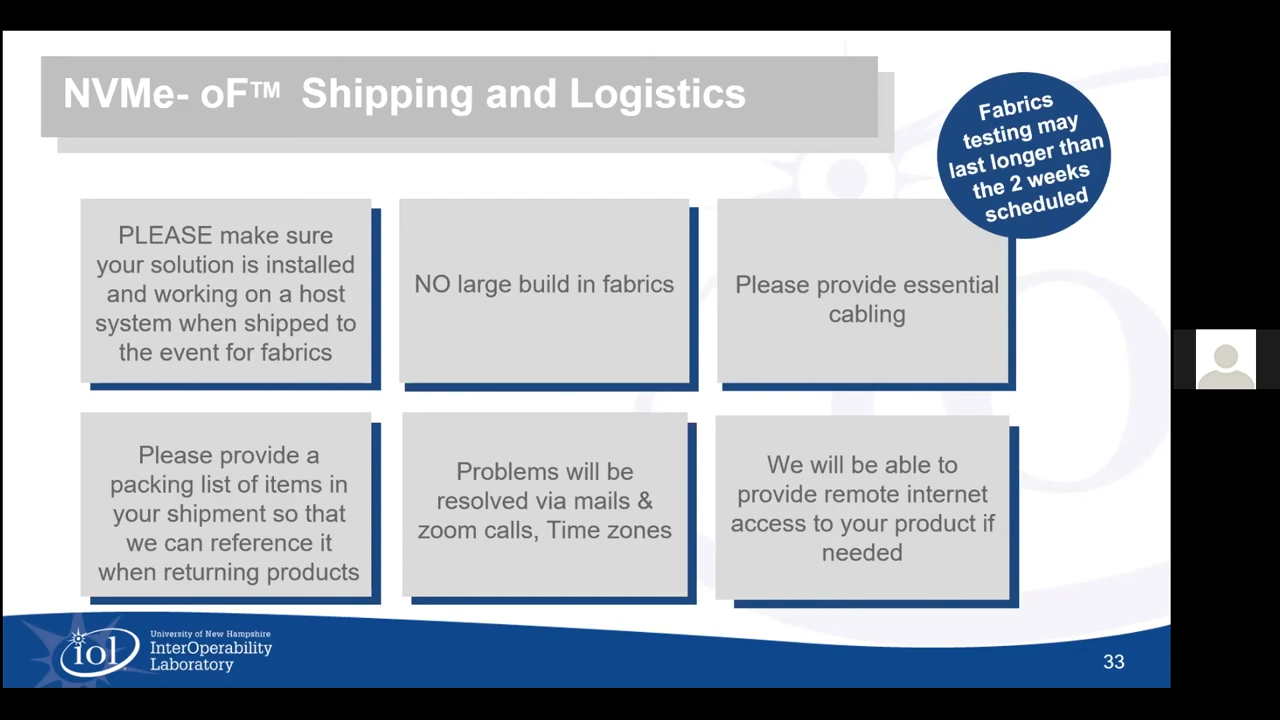 NVMe- oF™ Shipping and Logistics
Fabrics
testing may
last longer than
the 2 weeks
scheduled
PLEASE make sure
your solution is installed
and working on a host
system when shipped to
the event for fabrics
NO large build in fabrics
Please provide essential
cabling
Please provide a
packing list of items in
your shipment so that
we can reference it
when returning products
Problems will be
resolved via mails &
zoom calls, Time zones
We will be able to
provide remote internet
access to your product if
needed
iol
University of New Hampshire
InterOperability
Laboratory
33